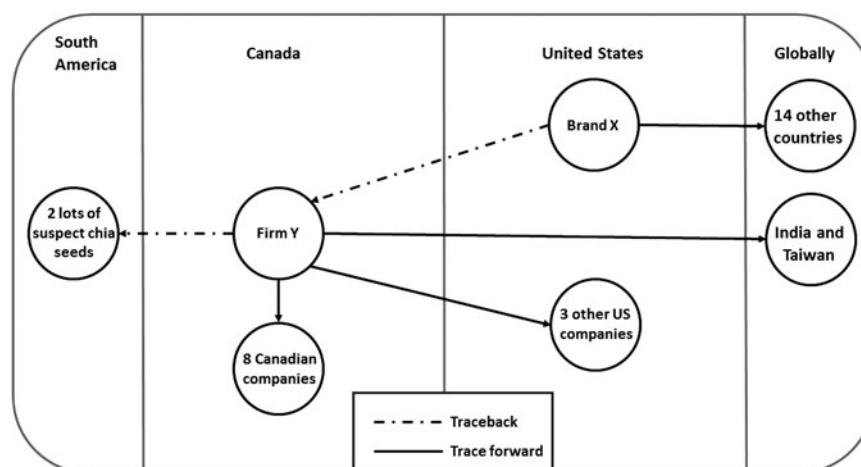 South
America
Canada
United States
Globally
Brand X
14 other
countries
2 lots of
suspect chia
seeds
Firm Y
India and
Taiwan
3 other US
companies
8 Canadian
companies
Traceback
Trace forward